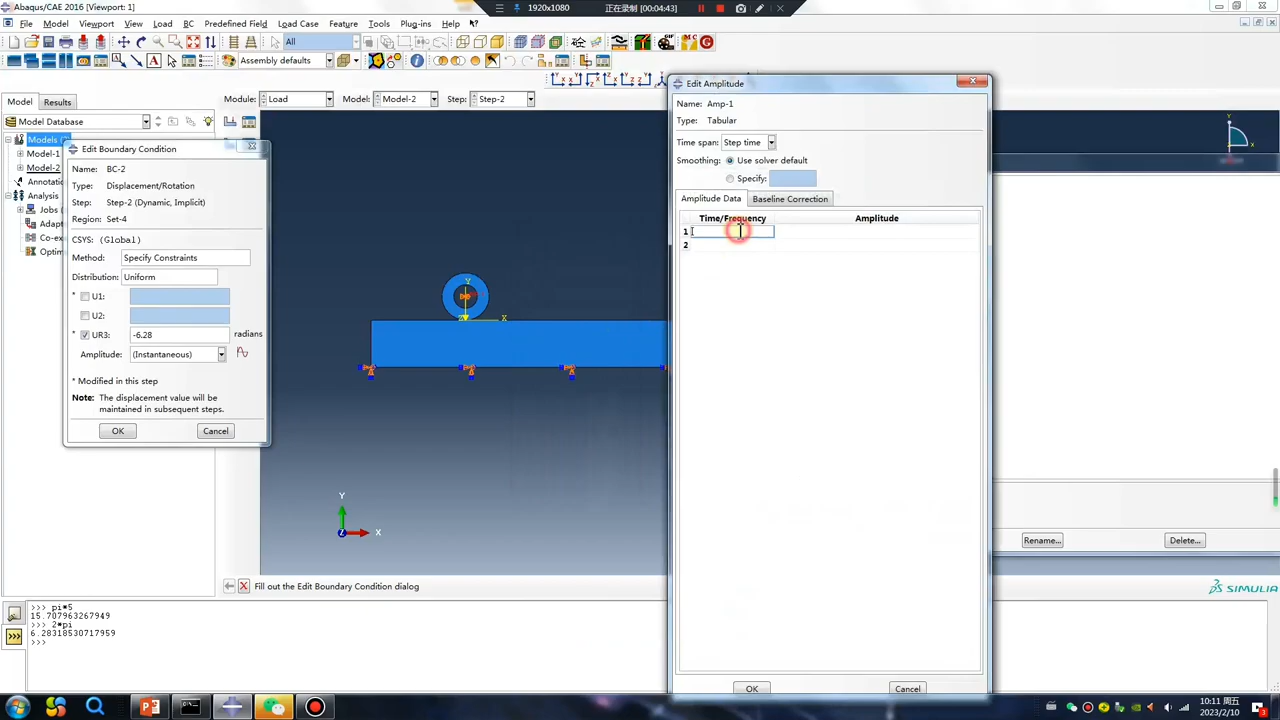 Abaqus/CAE 2016 [Viewport: 1]
1920x1080
正在录制 00:04:43
File Model Viewport View Load BC Predefined Field Load Case Feature Tools Plug-ins Help
All
Assembly defaults
Model Results
Module: Load Model: Model-2 Step: Step-2
Model Database
Models
Model-1
Model-2
Annotatio
Analysis
Jobs
Adapt
Co-ex
Optim
Edit Boundary Condition
Name: BC-2
Type: Displacement/Rotation
Step: Step-2 (Dynamic, Implicit)
Region: Set-4
CSYS: (Global)
Method: Specify Constraints
Distribution: Uniform
* U1:
* U2:
* UR3: -6.28 radians
Amplitude: (Instantaneous)
* Modified in this step
Note: The displacement value will be
maintained in subsequent steps.
OK Cancel
Y
X
Y
X
Z
Edit Amplitude
Name: Amp-1
Type: Tabular
Time span: Step time
Smoothing: Use solver default
Specify:
Amplitude Data Baseline Correction
Time/Frequency Amplitude
1
2
OK Cancel
Rename... Delete...
Fill out the Edit Boundary Condition dialog
SIMULIA
>>> pi*5
15.707963267949
>>> 2*pi
6.28318530717959
>>>
10:11 周五
2023/2/10